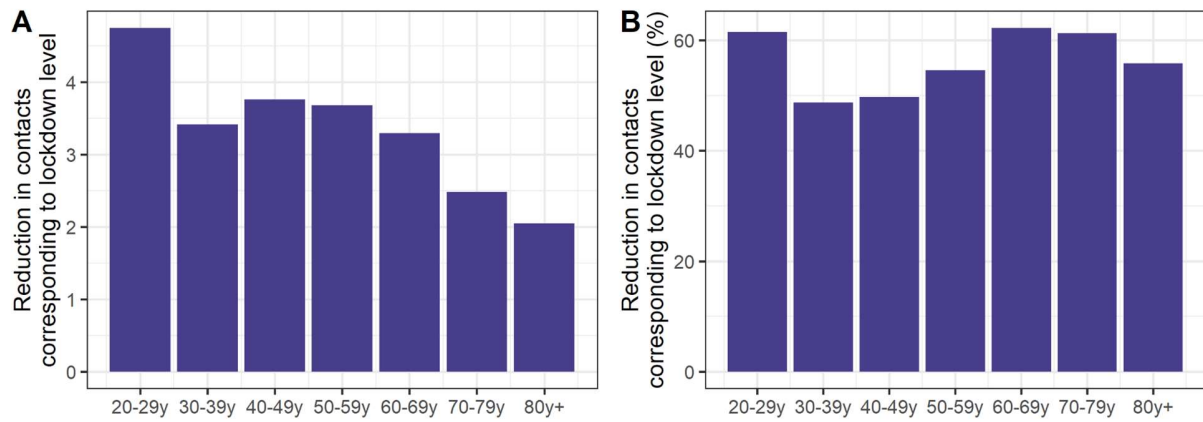 A
Reduction in contacts
corresponding to lockdown level
4
3
2
1
0
20-29y 30-39y 40-49y 50-59y 60-69y 70-79y 80y+
B
Reduction in contacts
corresponding to lockdown level (%)
60
40
20
0
20-29y 30-39y 40-49y 50-59y 60-69y 70-79y 80y+